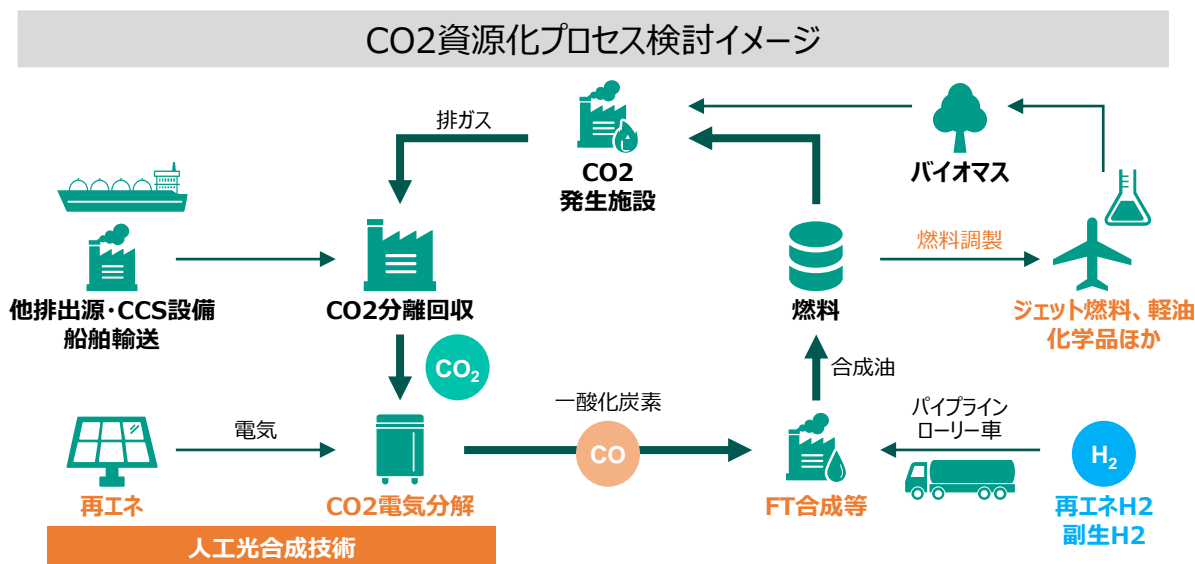 CO2資源化プロセス検討イメージ
排ガス
CO2
発生施設
バイオマス
他排出源・CCS設備
船舶輸送
CO2分離回収
燃料
燃料調製
ジェット燃料、軽油
化学品ほか
CO₂
合成油
再エネ
電気
CO2電気分解
一酸化炭素
CO
FT合成等
パイプライン
ローリー車
H₂
再エネH2
副生H2
人工光合成技術